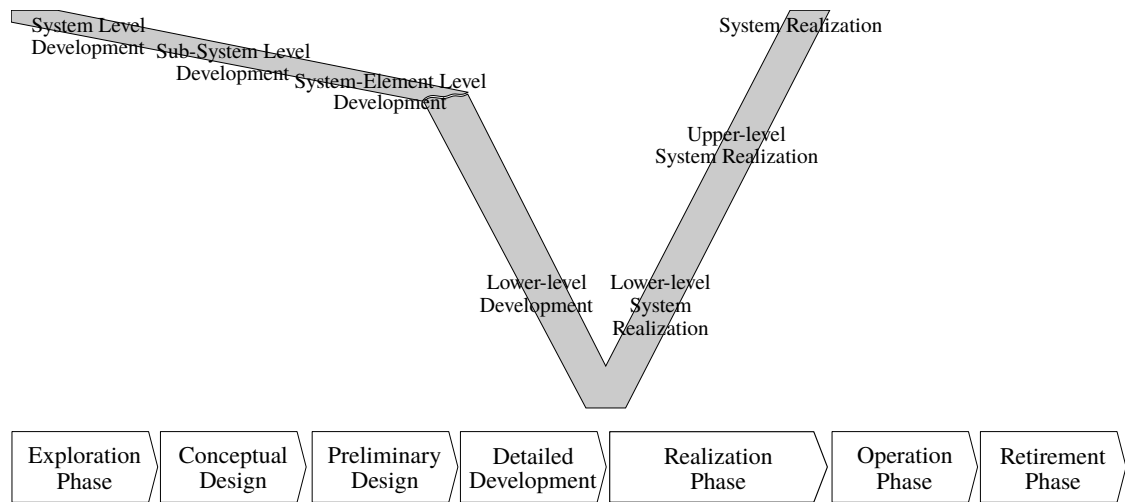 System Level
Development
Sub-System Level
Development
System-Element Level
Development
Lower-level
Development
Lower-level
System
Realization
Upper-level
System Realization
System Realization
Exploration
Phase
Conceptual
Design
Preliminary
Design
Detailed
Development
Realization
Phase
Operation
Phase
Retirement
Phase